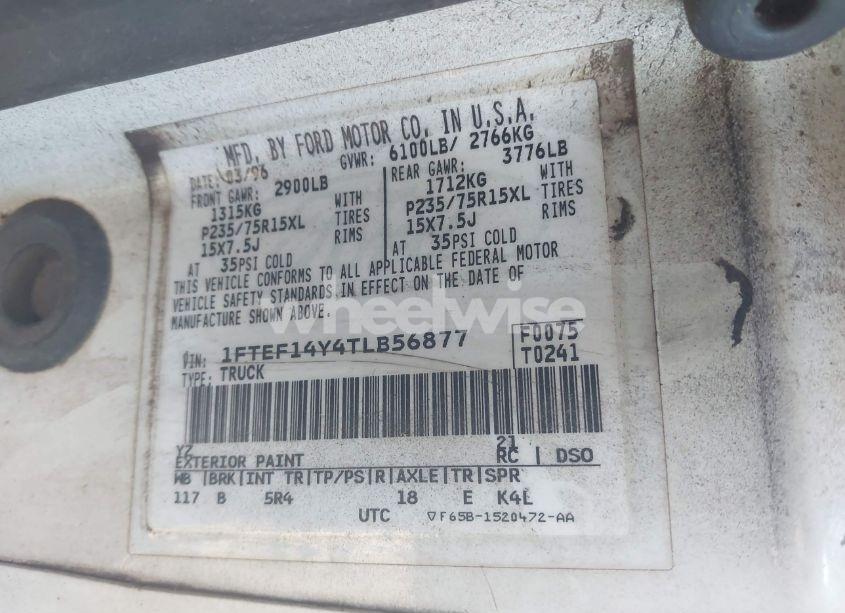 MFD. BY FORD MOTOR CO. IN U.S.A.
DATE: 03/96 GVWR: 6100LB/ 2766KG
FRONT GAWR: 2900LB REAR GAWR: 3776LB
1315KG WITH 1712KG WITH
P235/75R15XL TIRES P235/75R15XL TIRES
15X7.5J RIMS 15X7.5J RIMS
AT 35PSI COLD AT 35PSI COLD
THIS VEHICLE CONFORMS TO ALL APPLICABLE FEDERAL MOTOR
VEHICLE SAFETY STANDARDS IN EFFECT ON THE DATE OF
MANUFACTURE SHOWN ABOVE.
wheelwise
VIN: 1FTEF14Y4TLB56877 F0075
TYPE: TRUCK T0241
YZ 21
EXTERIOR PAINT RC | DSO
WB |BRK|INT TR|TP/PS|R|AXLE|TR|SPR
117 B 5R4 18 E K4L
UTC ▽F65B-1520472-AA